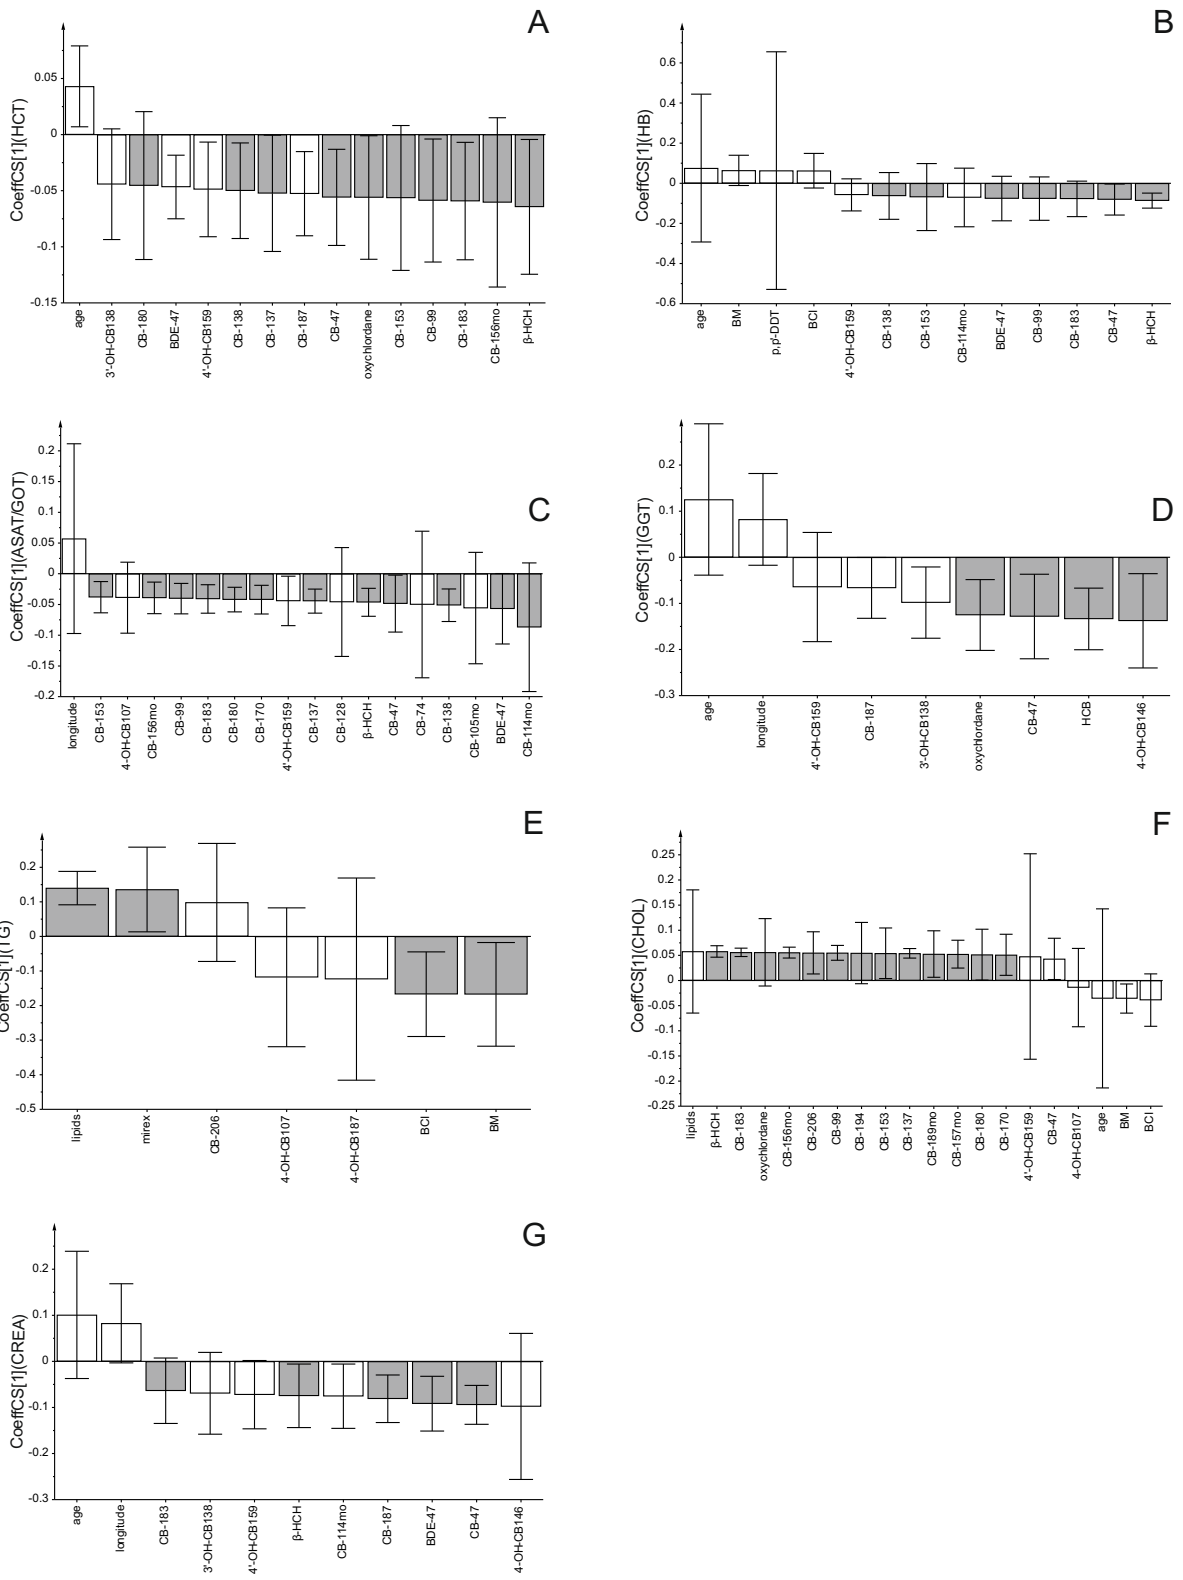 A
CoeffCS[1](HCT)
0.05
0
-0.05
-0.1
-0.15
age
3'-OH-CB138
CB-180
BDE-47
4'-OH-CB159
CB-138
CB-137
CB-187
CB-47
oxychlordane
CB-153
CB-99
CB-183
CB-156mo
β-HCH
B
CoeffCS[1](HB)
0.6
0.4
0.2
0
-0.2
-0.4
-0.6
age
BM
p,p'-DDT
BCI
4'-OH-CB159
CB-138
CB-153
CB-114mo
BDE-47
CB-99
CB-183
CB-47
β-HCH
C
CoeffCS[1](ASAT/GOT)
0.2
0.15
0.1
0.05
0
-0.05
-0.1
-0.15
-0.2
longitude
CB-153
4-OH-CB107
CB-156mo
CB-99
CB-183
CB-180
CB-170
4'-OH-CB159
CB-137
CB-128
β-HCH
CB-47
CB-74
CB-138
CB-105mo
BDE-47
CB-114mo
D
CoeffCS[1](GGT)
0.2
0.1
0
-0.1
-0.2
-0.3
age
longitude
4'-OH-CB159
CB-187
3'-OH-CB138
oxychlordane
CB-47
HCB
4-OH-CB146
E
CoeffCS[1](TG)
0.2
0.1
0
-0.1
-0.2
-0.3
-0.4
-0.5
lipids
mirex
CB-206
4-OH-CB107
4-OH-CB187
BCI
BM
F
CoeffCS[1](CHOL)
0.25
0.2
0.15
0.1
0.05
0
-0.05
-0.1
-0.15
-0.2
-0.25
lipids
β-HCH
CB-183
oxychlordane
CB-156mo
CB-206
CB-99
CB-194
CB-153
CB-137
CB-189mo
CB-157mo
CB-180
CB-170
4'-OH-CB159
CB-47
4-OH-CB107
age
BM
BCI
G
CoeffCS[1](CREA)
0.2
0.1
0
-0.1
-0.2
-0.3
age
longitude
CB-183
3'-OH-CB138
4'-OH-CB159
β-HCH
CB-114mo
CB-187
BDE-47
CB-47
4-OH-CB146